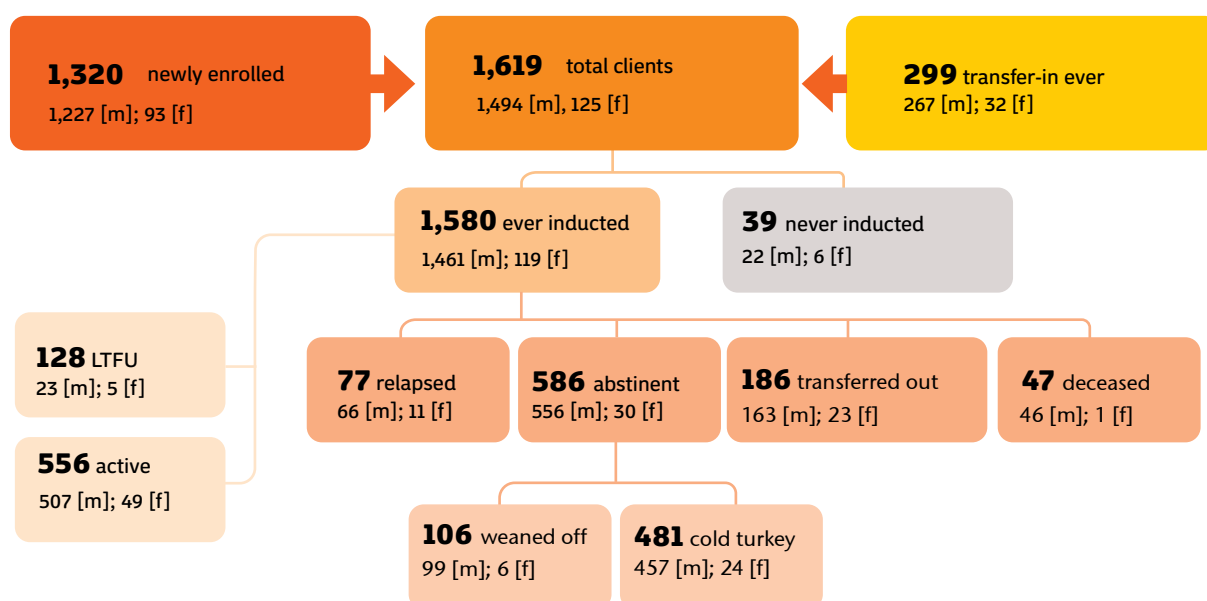 1,320 newly enrolled
1,227 [m]; 93 [f]
1,619 total clients
1,494 [m], 125 [f]
299 transfer-in ever
267 [m]; 32 [f]
1,580 ever inducted
1,461 [m]; 119 [f]
39 never inducted
22 [m]; 6 [f]
128 LTFU
23 [m]; 5 [f]
556 active
507 [m]; 49 [f]
77 relapsed
66 [m]; 11 [f]
586 abstinent
556 [m]; 30 [f]
186 transferred out
163 [m]; 23 [f]
47 deceased
46 [m]; 1 [f]
106 weaned off
99 [m]; 6 [f]
481 cold turkey
457 [m]; 24 [f]